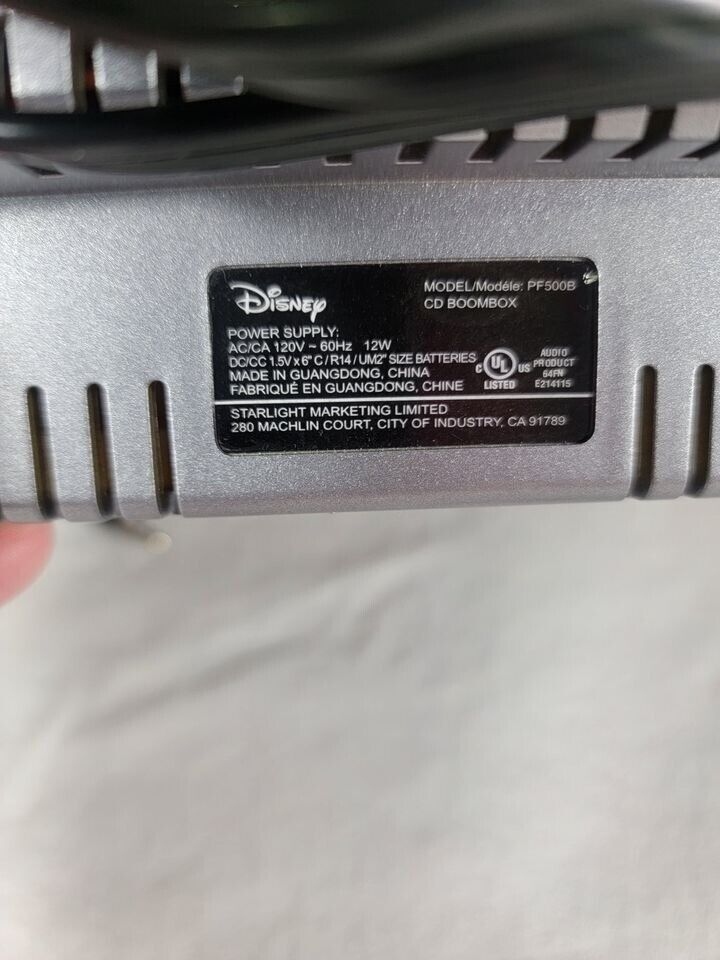 Disney
MODEL/Modéle: PF500B
CD BOOMBOX
POWER SUPPLY:
AC/CA 120V ~ 60Hz 12W
DC/CC 1.5V x 6" C / R14 / UM2" SIZE BATTERIES
MADE IN GUANGDONG, CHINA
FABRIQUÉ EN GUANGDONG, CHINE
C UL US
LISTED
AUDIO
PRODUCT
64FN
E214115
STARLIGHT MARKETING LIMITED
280 MACHLIN COURT, CITY OF INDUSTRY, CA 91789